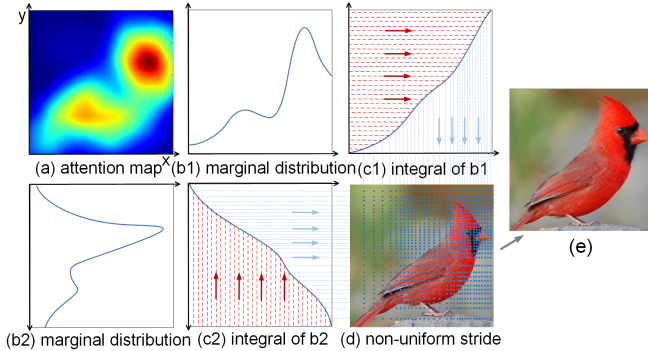 y
x
(a) attention map
(b1) marginal distribution
(c1) integral of b1
(b2) marginal distribution
(c2) integral of b2
(d) non-uniform stride
(e)